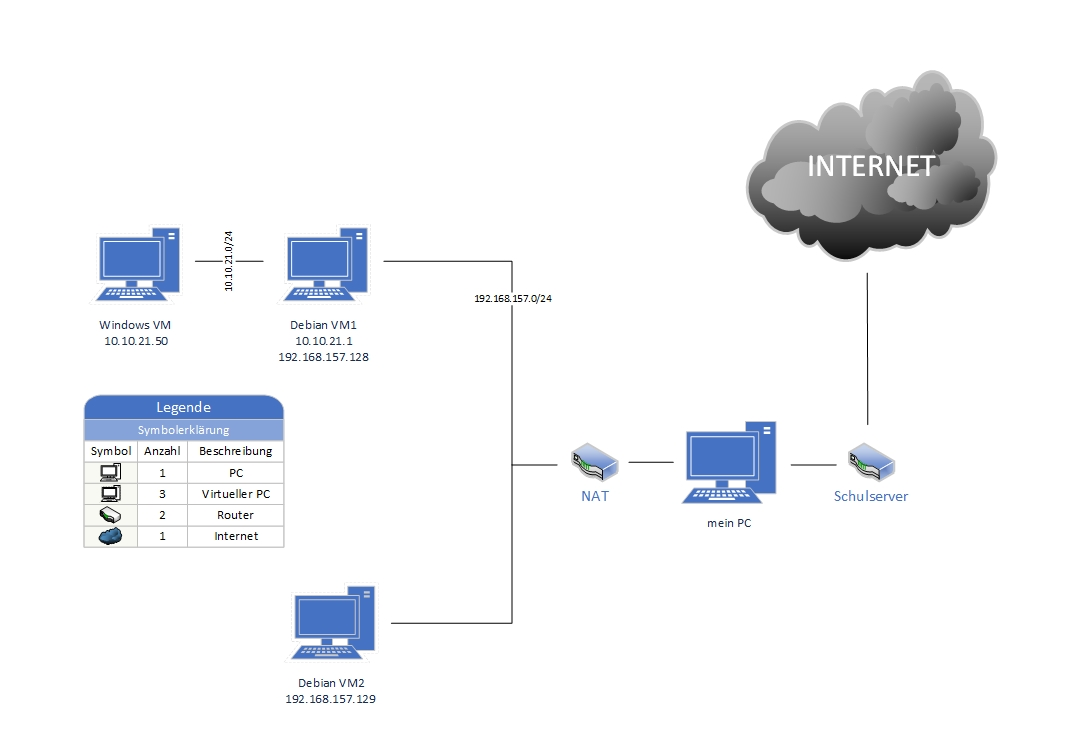 INTERNET
10.10.21.0/24
192.168.157.0/24
Windows VM
10.10.21.50
Debian VM1
10.10.21.1
192.168.157.128
Legende
Symbolerklärung
Symbol Anzahl Beschreibung
1 PC
3 Virtueller PC
2 Router
1 Internet
NAT
mein PC
Schulserver
Debian VM2
192.168.157.129